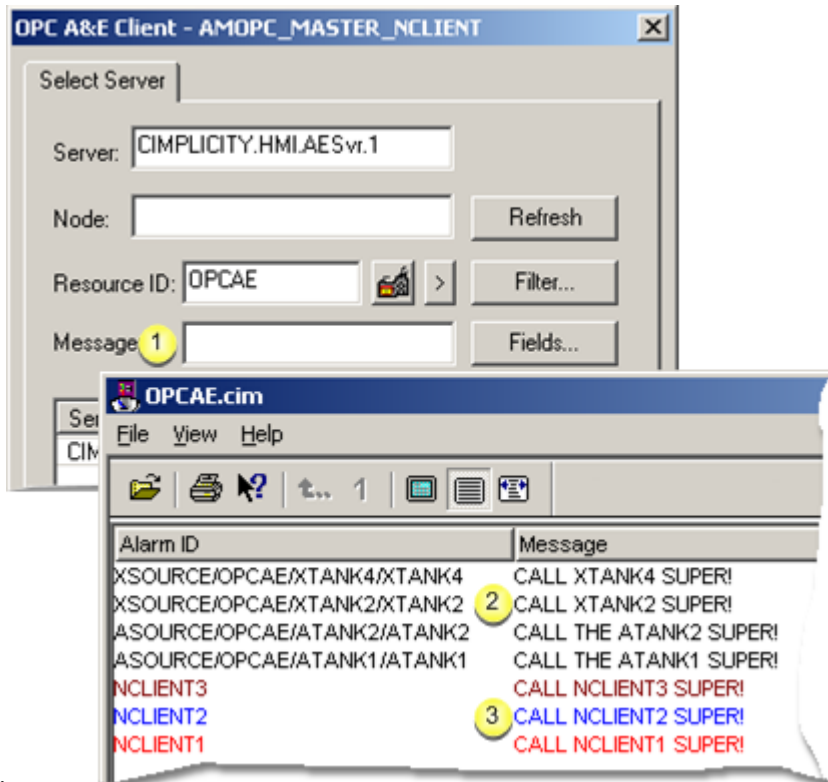 OPC A&E Client - AMOPC_MASTER_NCLIENT
Select Server
Server: CIMPLICITY.HMI.AESvr.1
Node: Refresh
Resource ID: OPCAE > Filter...
Message 1 Fields...
Ser
CIM
OPCAE.cim
File View Help
Alarm ID Message
XSOURCE/OPCAE/XTANK4/XTANK4 CALL XTANK4 SUPER!
XSOURCE/OPCAE/XTANK2/XTANK2 2 CALL XTANK2 SUPER!
ASOURCE/OPCAE/ATANK2/ATANK2 CALL THE ATANK2 SUPER!
ASOURCE/OPCAE/ATANK1/ATANK1 CALL THE ATANK1 SUPER!
NCLIENT3 CALL NCLIENT3 SUPER!
NCLIENT2 3 CALL NCLIENT2 SUPER!
NCLIENT1 CALL NCLIENT1 SUPER!